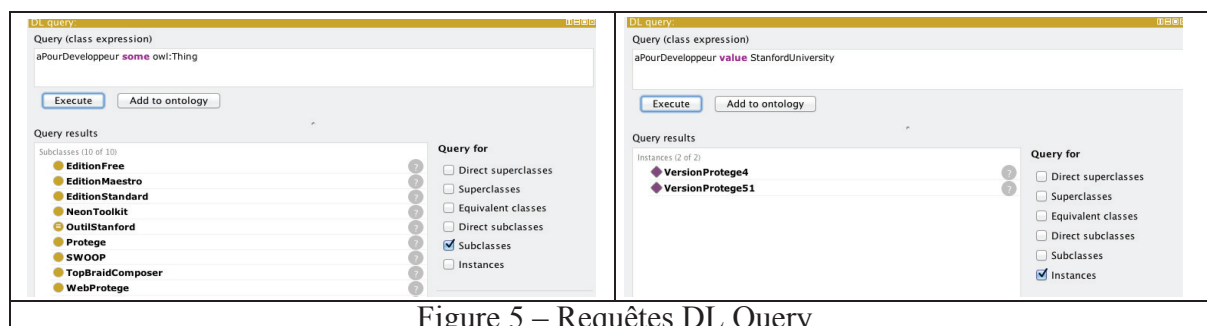 DL query:
Query (class expression)
aPourDeveloppeur some owl:Thing
Execute
Add to ontology
Query results
Subclasses (10 of 10)
EditionFree
EditionMaestro
EditionStandard
NeonToolkit
OutilStanford
Protege
SWOOP
TopBraidComposer
WebProtege
Query for
Direct superclasses
Superclasses
Equivalent classes
Direct subclasses
Subclasses
Instances
DL query:
Query (class expression)
aPourDeveloppeur value StanfordUniversity
Execute
Add to ontology
Query results
Instances (2 of 2)
VersionProtege4
VersionProtege51
Query for
Direct superclasses
Superclasses
Equivalent classes
Direct subclasses
Subclasses
Instances
Figure 5 – Requêtes DL Query